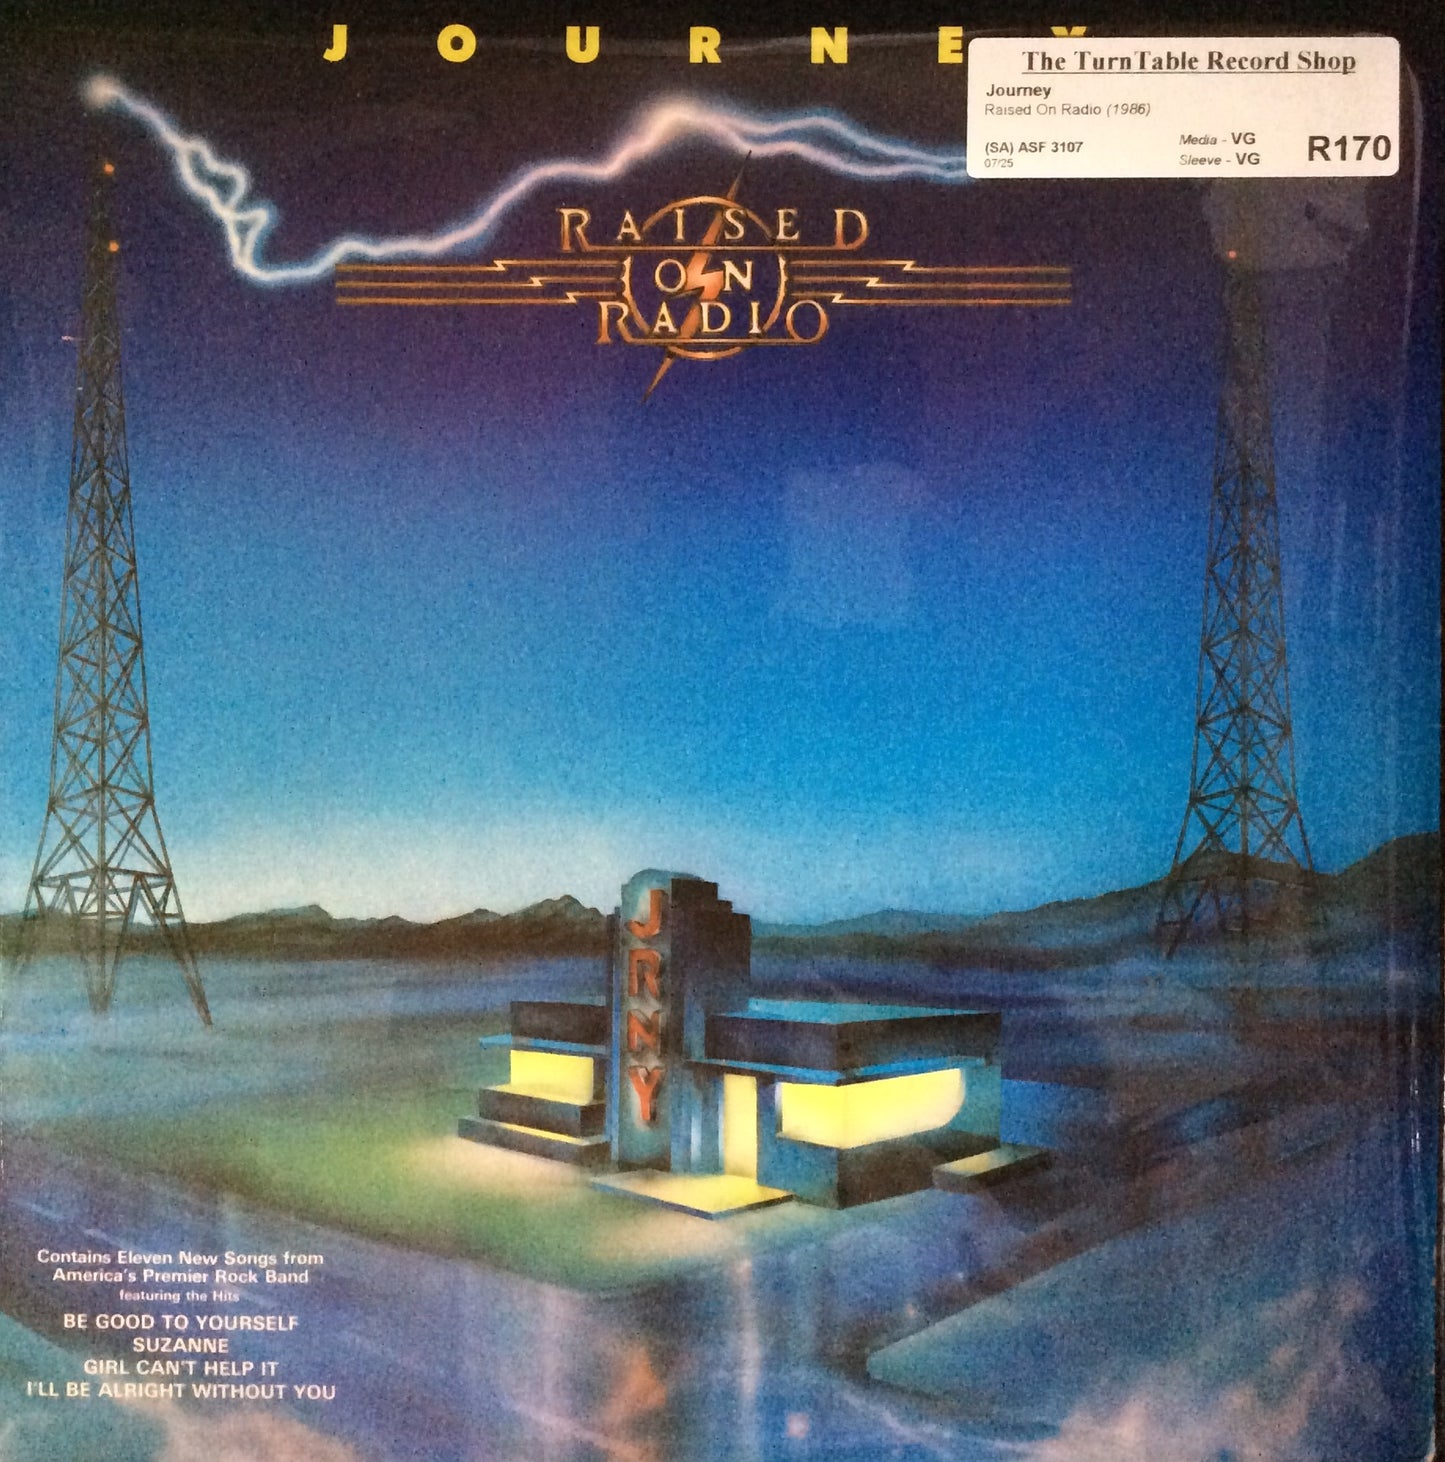 JOURNEY
The TurnTable Record Shop
Journey
Raised On Radio (1986)
(SA) ASF 3107
Media - VG
07/25
Sleeve - VG
R170
RAISED
ON
RADIO
JRNY
Contains Eleven New Songs from
America's Premier Rock Band
featuring the Hits
BE GOOD TO YOURSELF
SUZANNE
GIRL CAN'T HELP IT
I'LL BE ALRIGHT WITHOUT YOU